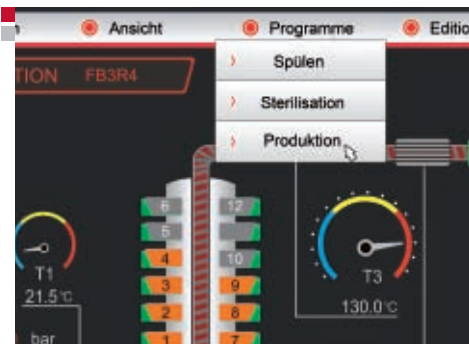 n Ansicht Programme Editio
TION FB3R4
Spülen
Sterilisation
Produktion
6 12
5
4 10
3 9
2 8
1 7
T1
21.5°C
T3
130.0°C
bar